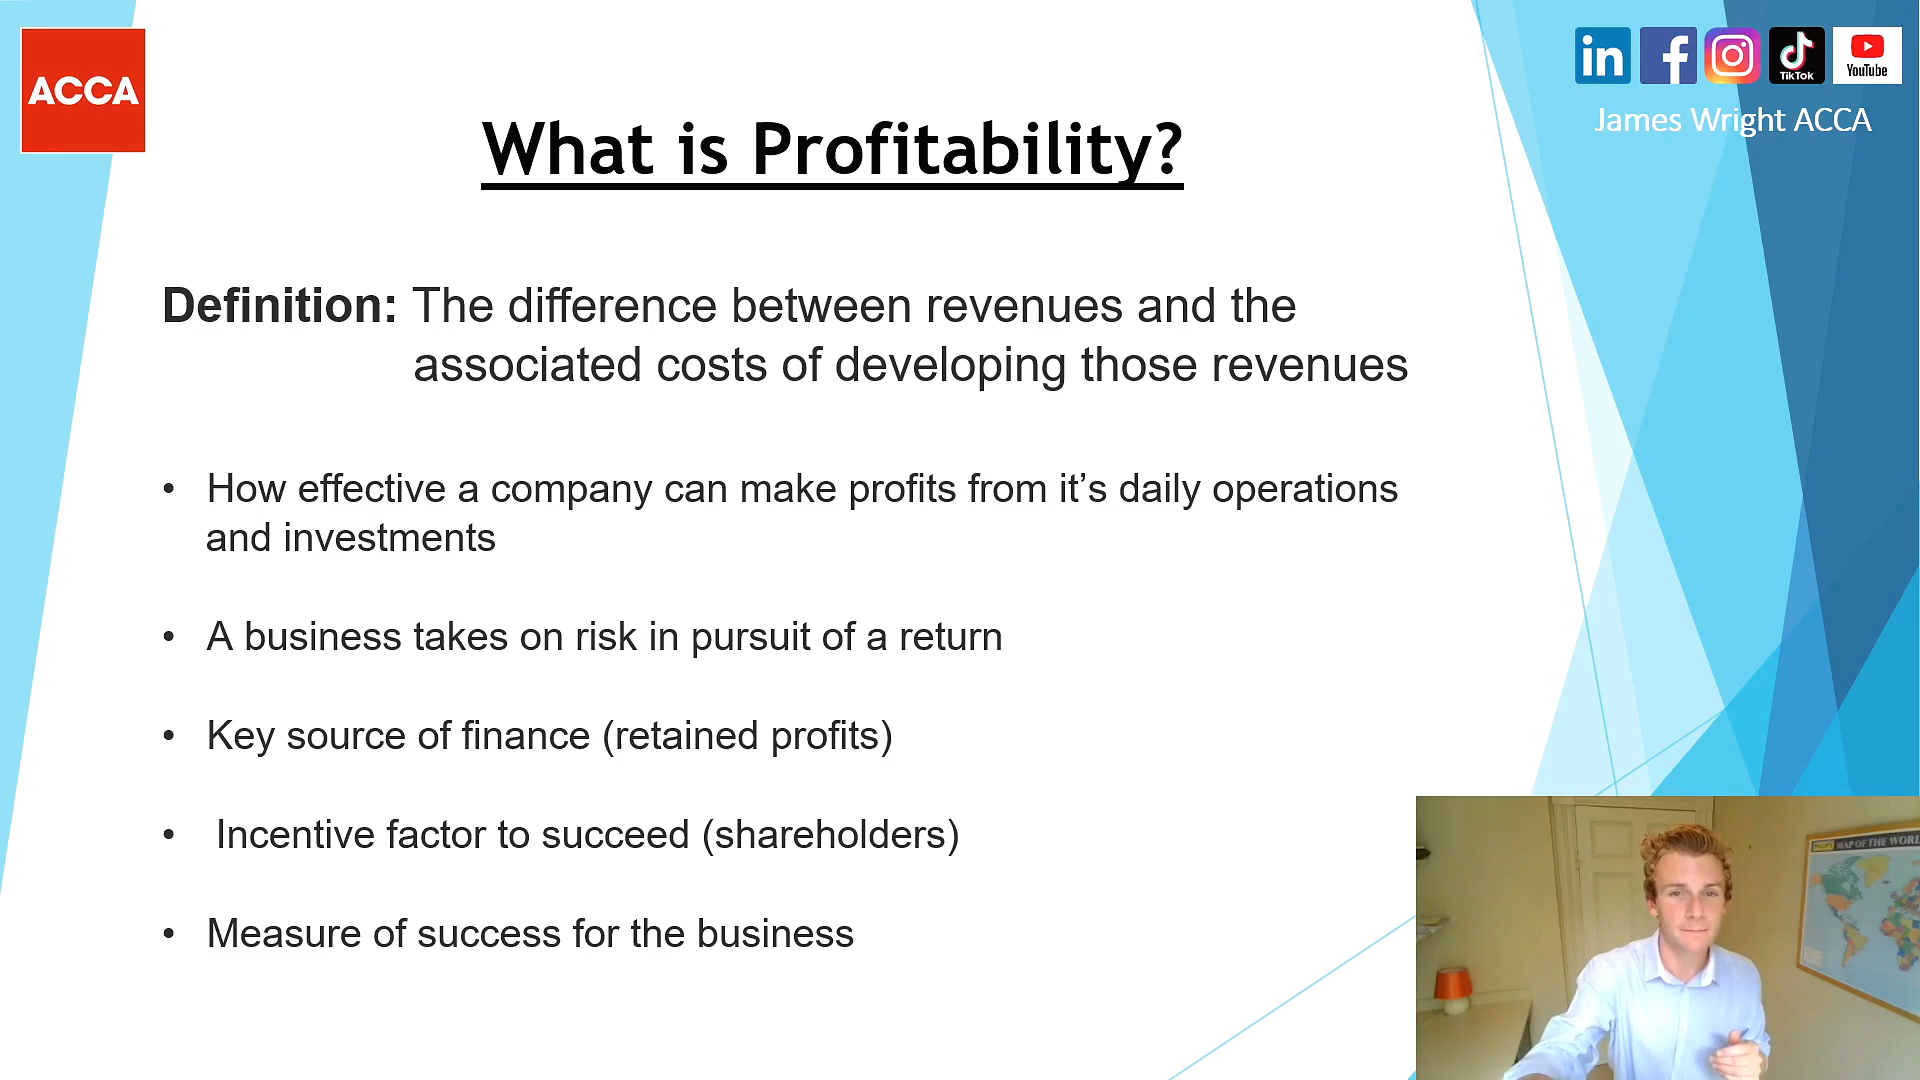 ACCA
in
f
TikTok
YouTube
James Wright ACCA
What is Profitability?
Definition: The difference between revenues and the
associated costs of developing those revenues
• How effective a company can make profits from it’s daily operations
and investments
• A business takes on risk in pursuit of a return
• Key source of finance (retained profits)
• Incentive factor to succeed (shareholders)
• Measure of success for the business
MAP OF THE WORL